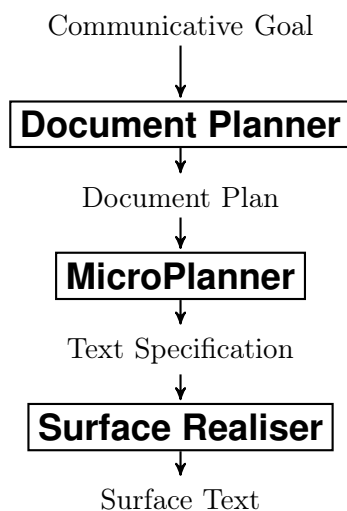 Communicative Goal
Document Planner
Document Plan
MicroPlanner
Text Specification
Surface Realiser
Surface Text